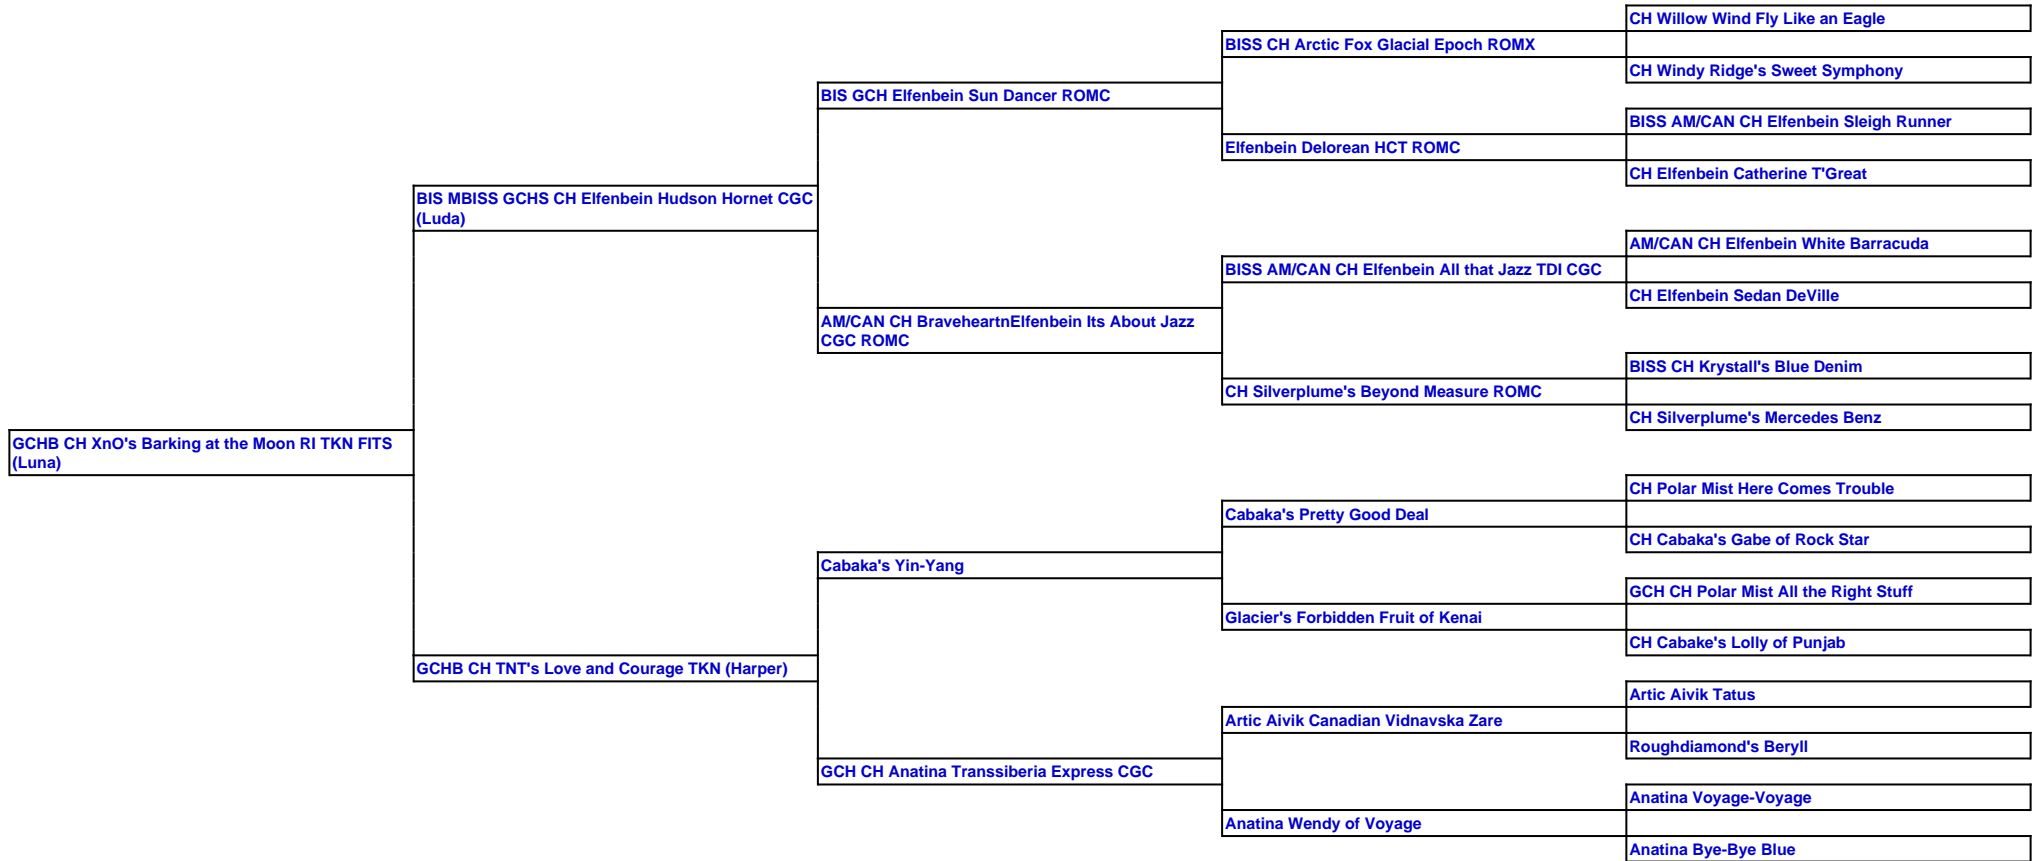 CH Willow Wind Fly Like an Eagle
BISS CH Arctic Fox Glacial Epoch ROMX
CH Windy Ridge's Sweet Symphony
BIS GCH Elfenbein Sun Dancer ROMC
BISS AM/CAN CH Elfenbein Sleigh Runner
Elfenbein Delorean HCT ROMC
CH Elfenbein Catherine T'Great
BIS MBISS GCHS CH Elfenbein Hudson Hornet CGC
(Luda)
AM/CAN CH Elfenbein White Barracuda
BISS AM/CAN CH Elfenbein All that Jazz TDI CGC
CH Elfenbein Sedan DeVille
AM/CAN CH BraveheartnElfenbein Its About Jazz
CGC ROMC
BISS CH Krystall's Blue Denim
CH Silverplume's Beyond Measure ROMC
CH Silverplume's Mercedes Benz
GCHB CH XnO's Barking at the Moon RI TKN FITS
(Luna)
CH Polar Mist Here Comes Trouble
Cabaka's Pretty Good Deal
CH Cabaka's Gabe of Rock Star
Cabaka's Yin-Yang
GCH CH Polar Mist All the Right Stuff
Glacier's Forbidden Fruit of Kenai
CH Cabake's Lolly of Punjab
GCHB CH TNT's Love and Courage TKN (Harper)
Artic Aivik Tatus
Artic Aivik Canadian Vidnavska Zare
Roughdiamond's Beryll
GCH CH Anatina Transsiberia Express CGC
Anatina Voyage-Voyage
Anatina Wendy of Voyage
Anatina Bye-Bye Blue